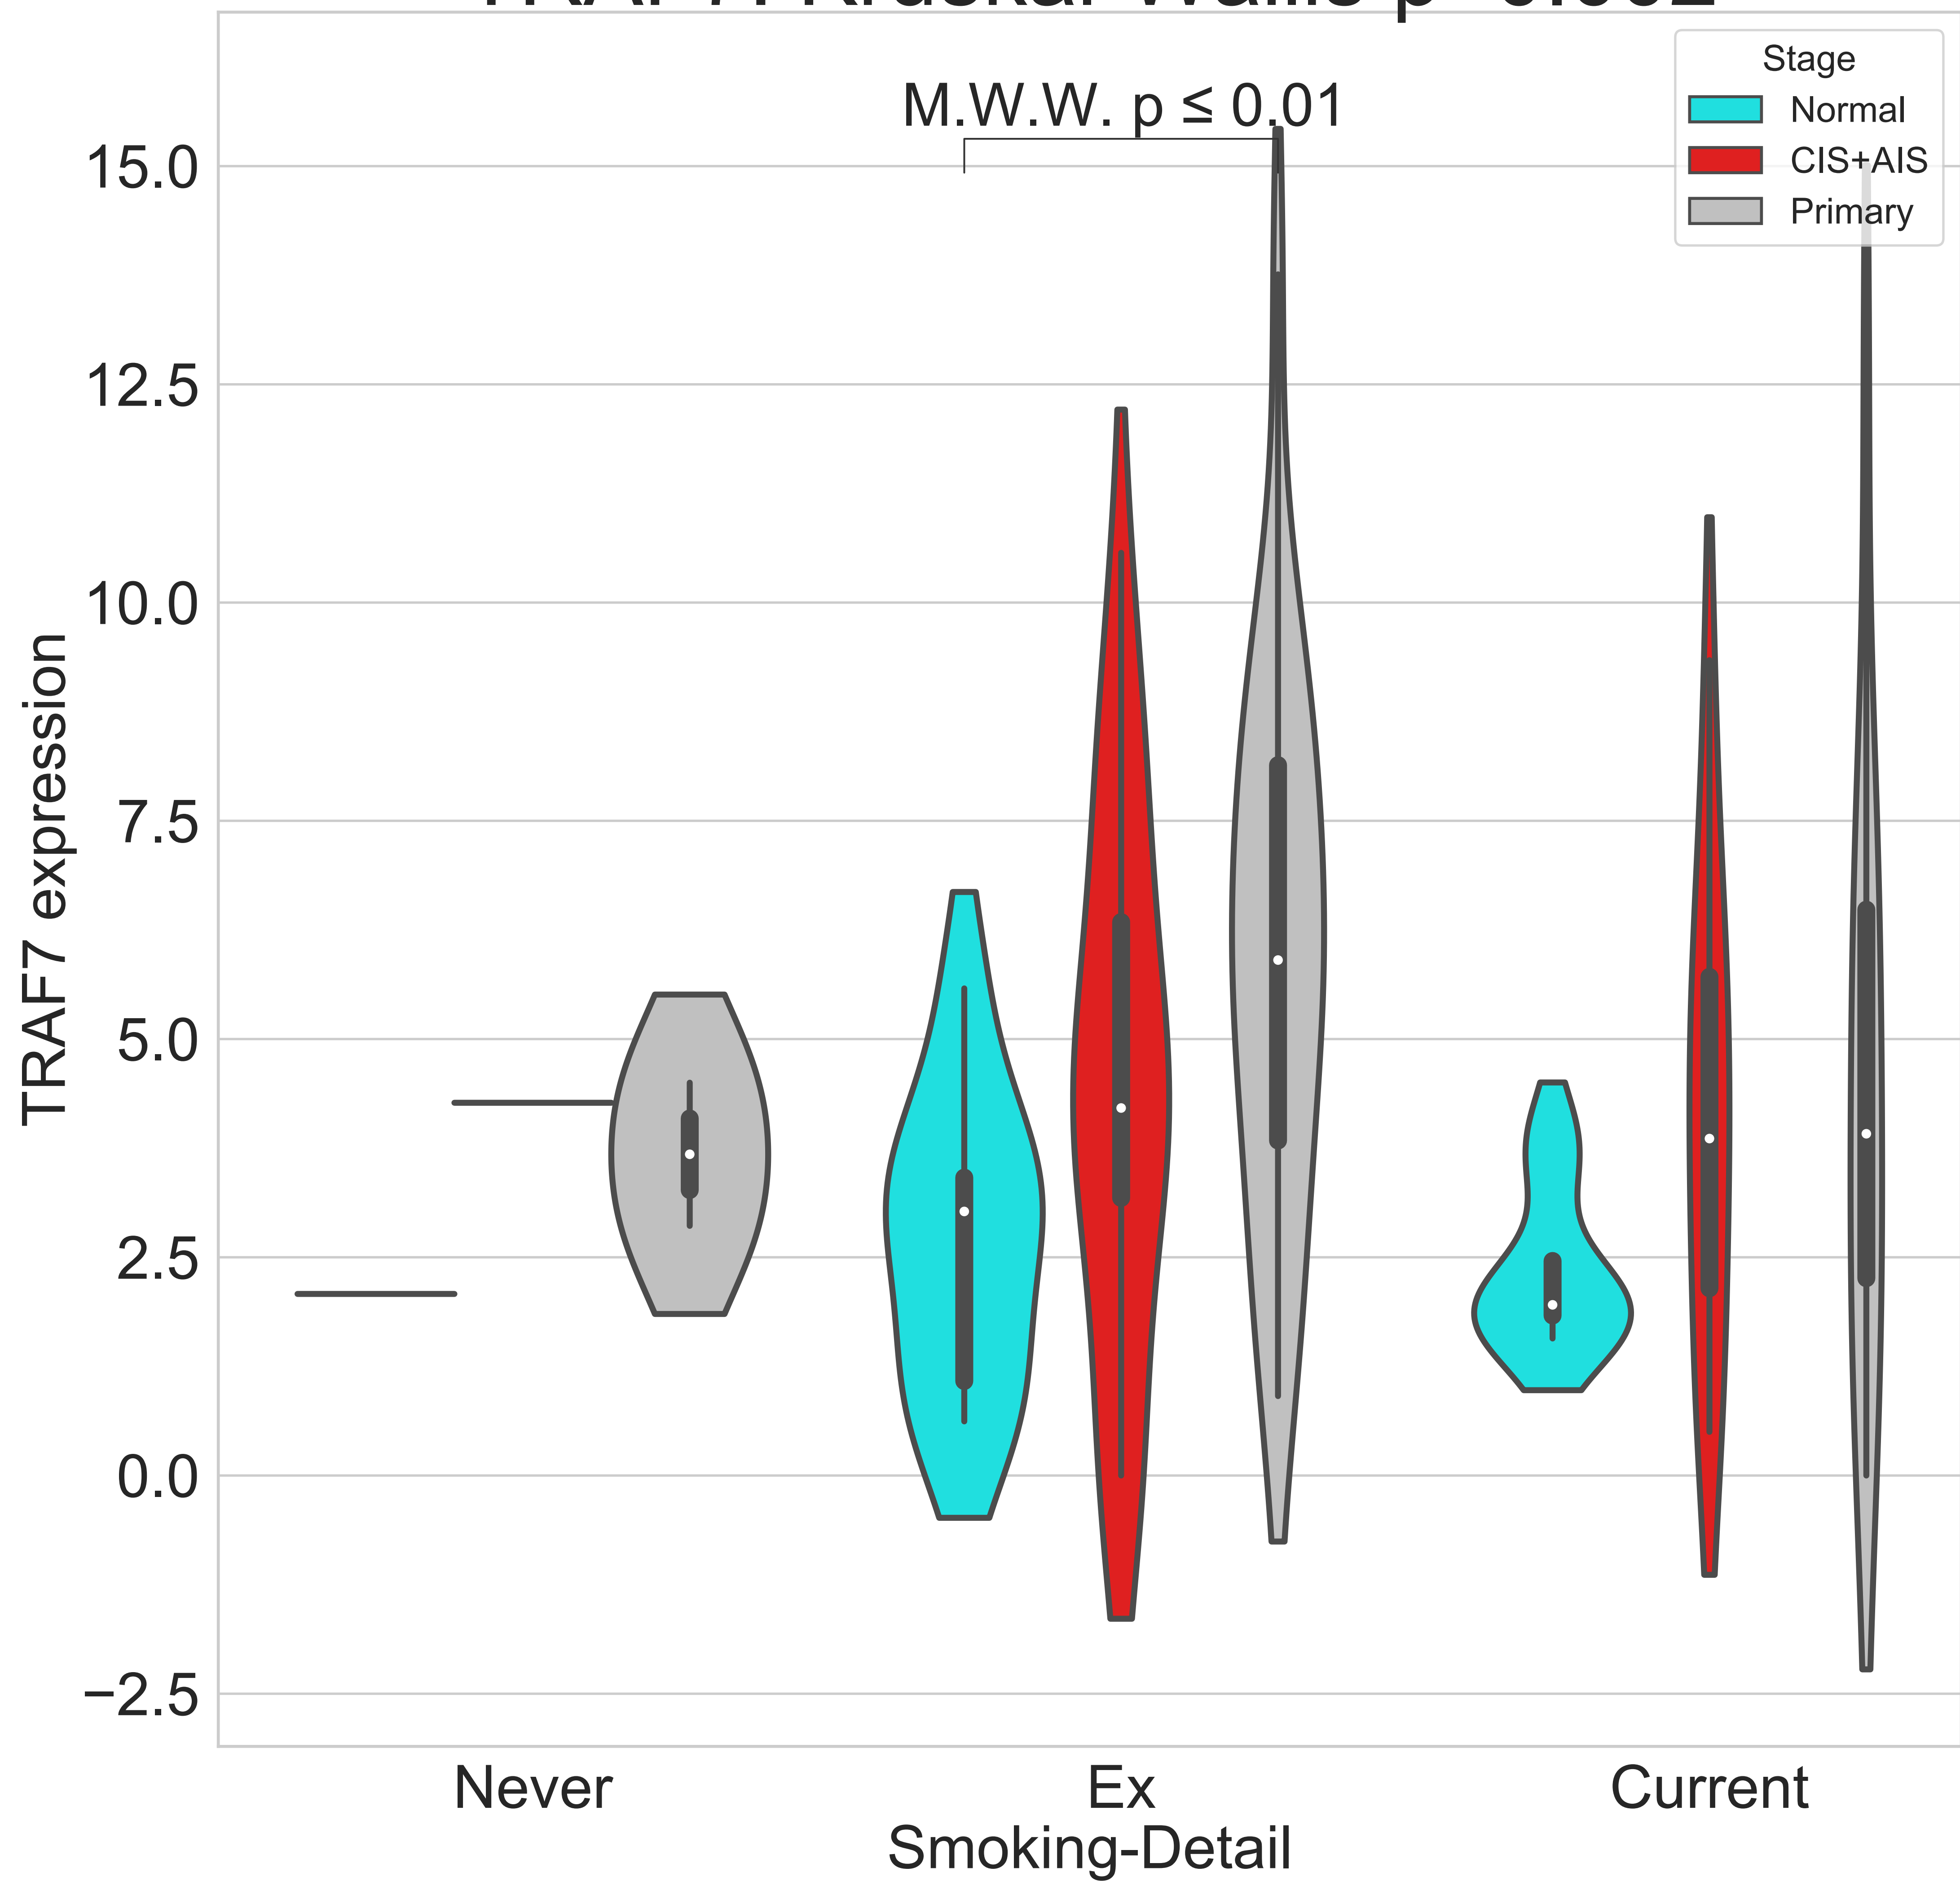 M.W.W. p ≤ 0.01
Stage
Normal
CIS+AIS
Primary
15.0
12.5
10.0
7.5
5.0
2.5
0.0
−2.5
TRAF7 expression
Never
Ex
Current
Smoking-Detail